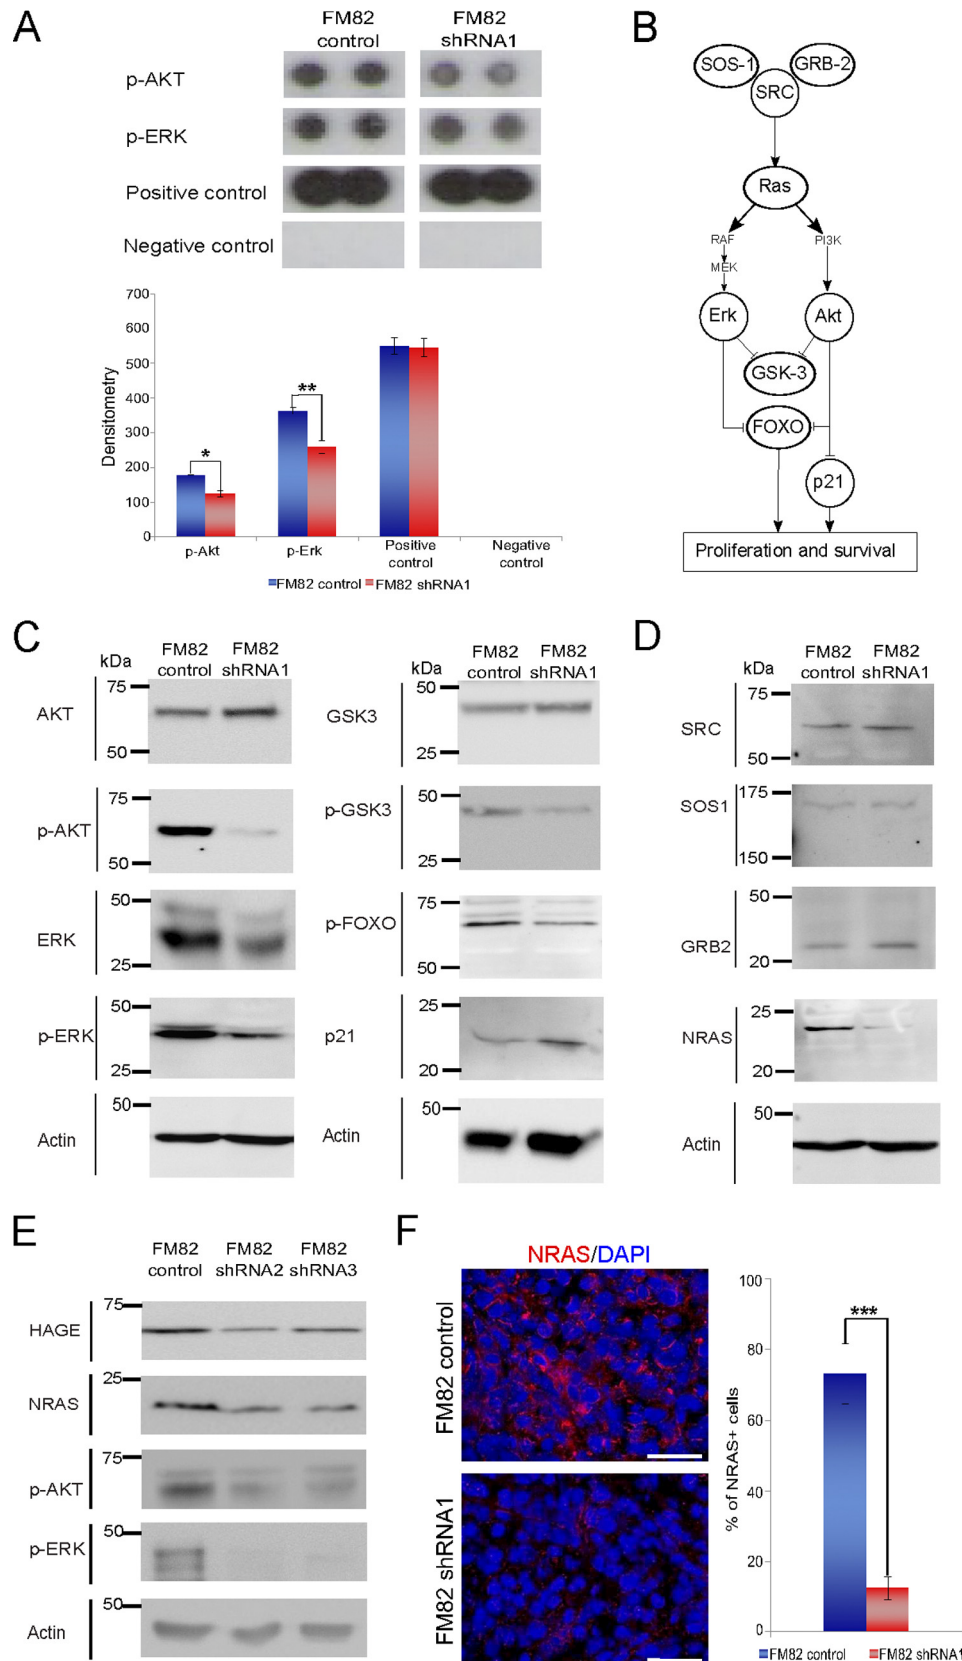 A
FM82
control
FM82
shRNA1
p-AKT
p-ERK
Positive control
Negative control
700
600
500
400
300
200
100
0
Densitometry
*
**
p-Akt
p-Erk
Positive
control
Negative
control
FM82 control
FM82 shRNA1
B
SOS-1
GRB-2
SRC
Ras
RAF
PI3K
MEK
Erk
Akt
GSK-3
FOXO
p21
Proliferation and survival
C
kDa
FM82
control
FM82
shRNA1
AKT
75
50
p-AKT
75
50
ERK
50
25
p-ERK
50
25
Actin
50
kDa
FM82
control
FM82
shRNA1
GSK3
50
25
p-GSK3
50
25
p-FOXO
75
50
p21
25
20
Actin
50
D
kDa
FM82
control
FM82
shRNA1
SRC
75
50
SOS1
175
150
GRB2
50
20
NRAS
25
20
Actin
50
E
FM82
control
FM82
shRNA2
FM82
shRNA3
HAGE
75
NRAS
25
p-AKT
75
p-ERK
50
Actin
50
F
NRAS/DAPI
FM82 control
FM82 shRNA1
% of NRAS+ cells
100
80
60
40
20
0
***
FM82 control
FM82 shRNA1